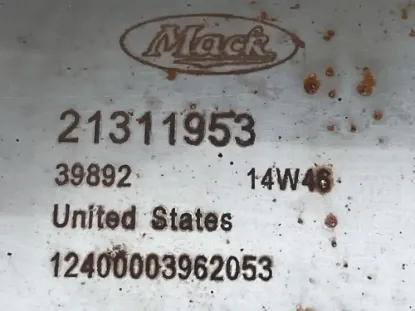 Mack
21311953
39892 14W46
United States
12400003962053